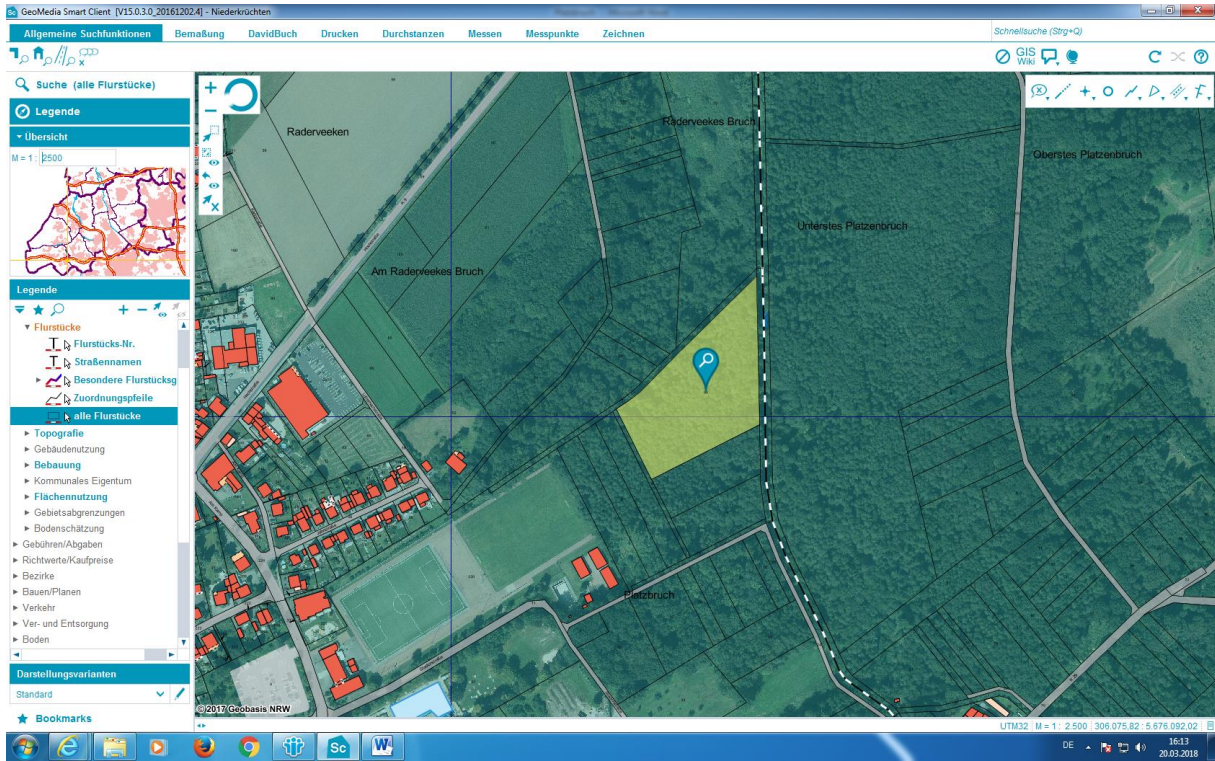 Sc GeoMedia Smart Client [V15.0.3.0_20161202.4] - Niederkrüchten
Allgemeine Suchfunktionen Bemaßung DavidBuch Drucken Durchstanzen Messen Messpunkte Zeichnen
Schnellsuche (Strg+Q)
GIS
Wiki
Suche (alle Flurstücke)
Legende
Übersicht
M = 1 : 2500
Legende
Flurstücke
Flurstücks-Nr.
Straßennamen
Besondere Flurstücksg
Zuordnungspfeile
alle Flurstücke
Topografie
Gebäudenutzung
Bebauung
Kommunales Eigentum
Flächennutzung
Gebietsabgrenzungen
Bodenschätzung
Gebühren/Abgaben
Richtwerte/Kaufpreise
Bezirke
Bauen/Planen
Verkehr
Ver- und Entsorgung
Boden
Darstellungsvarianten
Standard
Bookmarks
Raderveeken
Raderveekes Bruch
Oberstes Platzenbruch
Unterstes Platzenbruch
Am Raderveekes Bruch
Platzbruch
©2017 Geobasis NRW
UTM32 M = 1 : 2.500 306.075,82 : 5.676.092,02
Sc
W
DE
16:13
20.03.2018